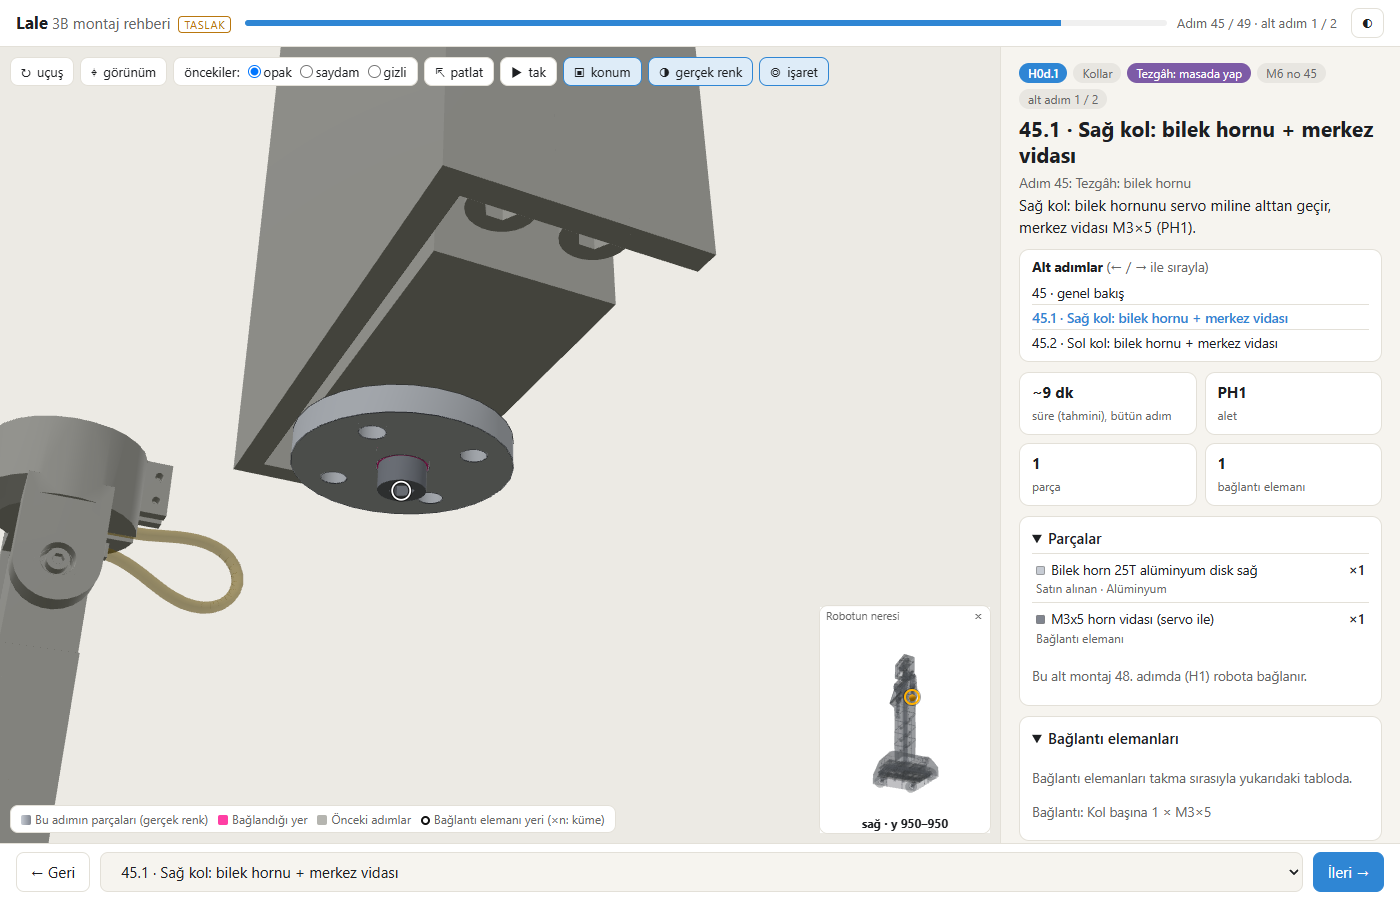 Lale 3B montaj rehberi TASLAK
Adım 45 / 49 · alt adım 1 / 2
↻ uçuş
⌖ görünüm
öncekiler: opak saydam gizli
↸ patlat
▶ tak
▣ konum
◑ gerçek renk
◎ işaret
H0d.1 Kollar Tezgâh: masada yap M6 no 45
alt adım 1 / 2
45.1 · Sağ kol: bilek hornu + merkez
vidası
Adım 45: Tezgâh: bilek hornu
Sağ kol: bilek hornunu servo miline alttan geçir,
merkez vidası M3×5 (PH1).
Alt adımlar (← / → ile sırayla)
45 · genel bakış
45.1 · Sağ kol: bilek hornu + merkez vidası
45.2 · Sol kol: bilek hornu + merkez vidası
~9 dk
süre (tahmini), bütün adım
PH1
alet
1
parça
1
bağlantı elemanı
▼ Parçalar
Bilek horn 25T alüminyum disk sağ ×1
Satın alınan · Alüminyum
M3x5 horn vidası (servo ile) ×1
Bağlantı elemanı
Bu alt montaj 48. adımda (H1) robota bağlanır.
▼ Bağlantı elemanları
Bağlantı elemanları takma sırasıyla yukarıdaki tabloda.
Bağlantı: Kol başına 1 × M3×5
Robotun neresi ×
sağ · y 950–950
Bu adımın parçaları (gerçek renk) Bağlandığı yer Önceki adımlar Bağlantı elemanı yeri (×n: küme)
← Geri
45.1 · Sağ kol: bilek hornu + merkez vidası
İleri →